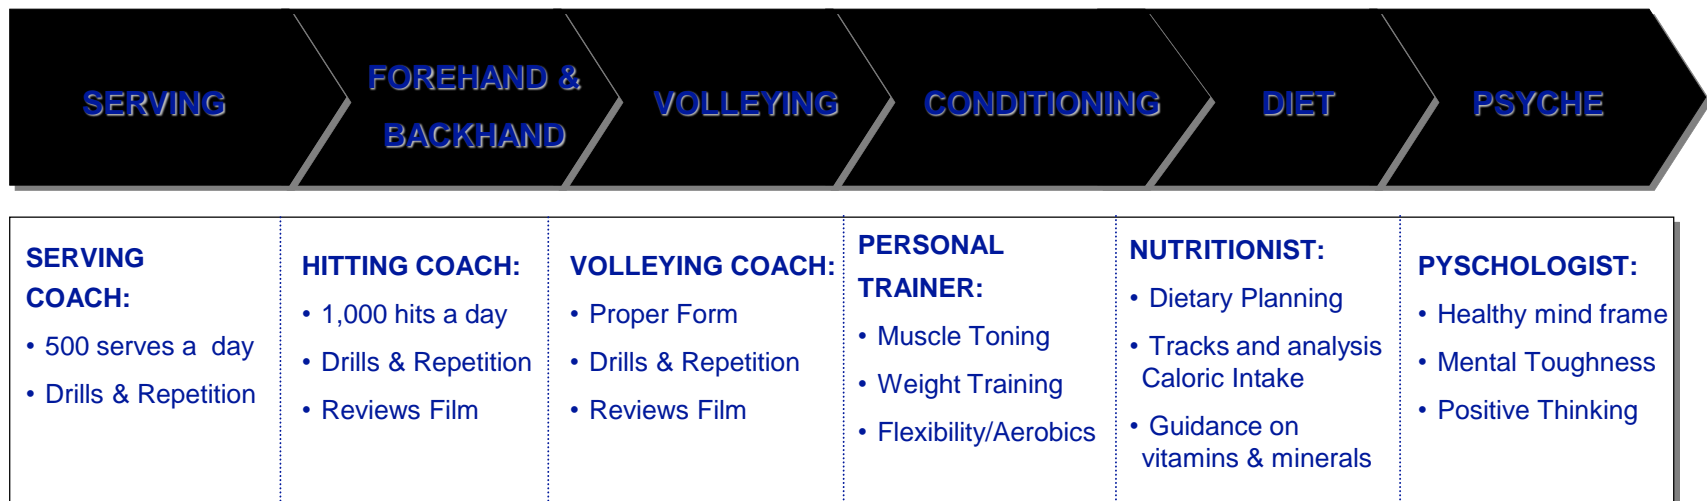 SERVING
FOREHAND &
BACKHAND
VOLLEYING
CONDITIONING
DIET
PSYCHE
SERVING
COACH:
• 500 serves a day
• Drills & Repetition
HITTING COACH:
• 1,000 hits a day
• Drills & Repetition
• Reviews Film
VOLLEYING COACH:
• Proper Form
• Drills & Repetition
• Reviews Film
PERSONAL
TRAINER:
• Muscle Toning
• Weight Training
• Flexibility/Aerobics
NUTRITIONIST:
• Dietary Planning
• Tracks and analysis
Caloric Intake
• Guidance on
vitamins & minerals
PYSCHOLOGIST:
• Healthy mind frame
• Mental Toughness
• Positive Thinking